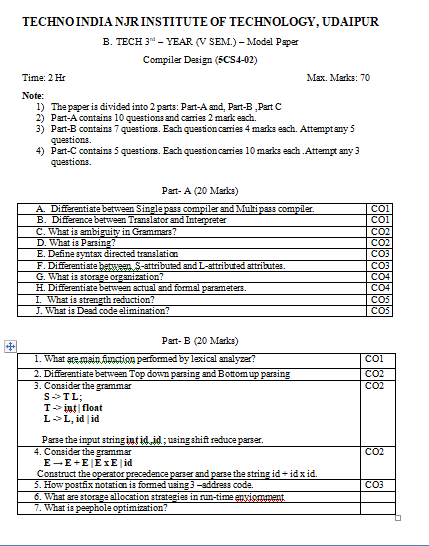 TECHNO INDIA NJR INSTITUTE OF TECHNOLOGY, UDAIPUR
B. TECH 3rd – YEAR (V SEM.) – Model Paper
Compiler Design (5CS4-02)
Time: 2 Hr Max. Marks: 70
Note:
1) The paper is divided into 2 parts: Part-A and, Part-B ,Part C
2) Part-A contains 10 questions and carries 2 mark each.
3) Part-B contains 7 questions. Each question carries 4 marks each. Attempt any 5
questions.
4) Part-C contains 5 questions. Each question carries 10 marks each .Attempt any 3
questions.
Part- A (20 Marks)
A. Differentiate between Single pass compiler and Multi pass compiler. CO1
B. Difference between Translator and Interpreter CO1
C. What is ambiguity in Grammars? CO2
D. What is Parsing? CO2
E. Define syntax directed translation CO3
F. Differentiate between S-attributed and L-attributed attributes. CO3
G. What is storage organization? CO4
H. Differentiate between actual and formal parameters. CO4
I. What is strength reduction? CO5
J. What is Dead code elimination? CO5
Part- B (20 Marks)
1. What are main function performed by lexical analyzer? CO1
2. Differentiate between Top down parsing and Bottom up parsing CO2
3. Consider the grammar CO2
S -> T L;
T -> int | float
L -> L, id | id
Parse the input string int id ,id ; using shift reduce parser.
4. Consider the grammar CO2
E → E + E | E x E | id
Construct the operator precedence parser and parse the string id + id x id.
5. How postfix notation is formed using 3 –address code. CO3
6. What are storage allocation strategies in run-time enviornment
7. What is peephole optimization?